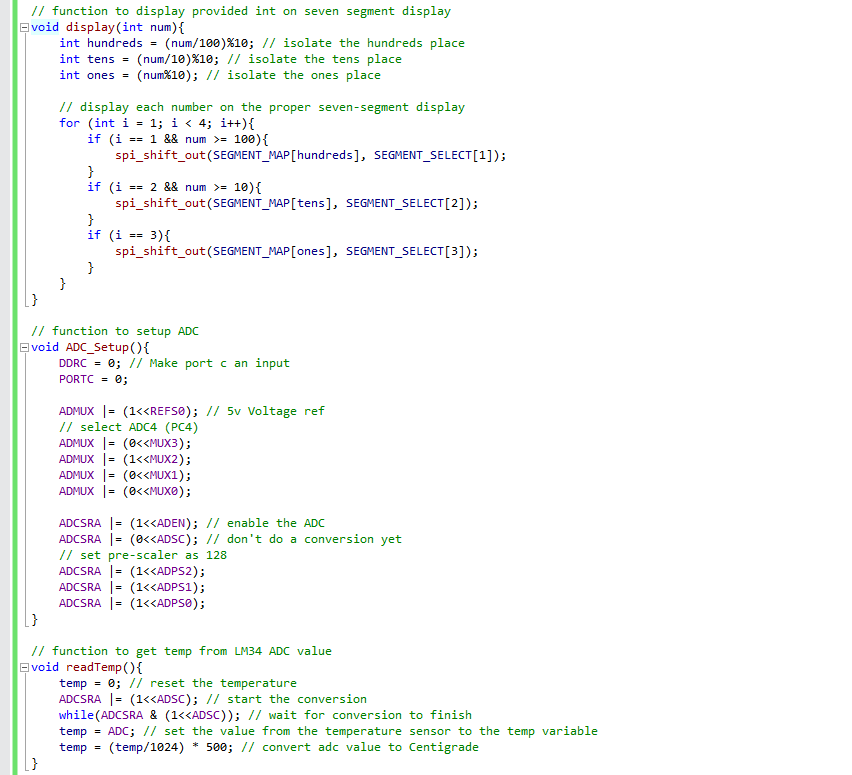 // function to display provided int on seven segment display
void display(int num){
    int hundreds = (num/100)%10; // isolate the hundreds place
    int tens = (num/10)%10; // isolate the tens place
    int ones = (num%10); // isolate the ones place

    // display each number on the proper seven-segment display
    for (int i = 1; i < 4; i++){
        if (i == 1 && num >= 100){
            spi_shift_out(SEGMENT_MAP[hundreds], SEGMENT_SELECT[1]);
        }
        if (i == 2 && num >= 10){
            spi_shift_out(SEGMENT_MAP[tens], SEGMENT_SELECT[2]);
        }
        if (i == 3){
            spi_shift_out(SEGMENT_MAP[ones], SEGMENT_SELECT[3]);
        }
    }
}

// function to setup ADC
void ADC_Setup(){
    DDRC = 0; // Make port c an input
    PORTC = 0;

    ADMUX |= (1<<REFS0); // 5v Voltage ref
    // select ADC4 (PC4)
    ADMUX |= (0<<MUX3);
    ADMUX |= (1<<MUX2);
    ADMUX |= (0<<MUX1);
    ADMUX |= (0<<MUX0);

    ADCSRA |= (1<<ADEN); // enable the ADC
    ADCSRA |= (0<<ADSC); // don't do a conversion yet
    // set pre-scaler as 128
    ADCSRA |= (1<<ADPS2);
    ADCSRA |= (1<<ADPS1);
    ADCSRA |= (1<<ADPS0);
}

// function to get temp from LM34 ADC value
void readTemp(){
    temp = 0; // reset the temperature
    ADCSRA |= (1<<ADSC); // start the conversion
    while(ADCSRA & (1<<ADSC)); // wait for conversion to finish
    temp = ADC; // set the value from the temperature sensor to the temp variable
    temp = (temp/1024) * 500; // convert adc value to Centigrade
}